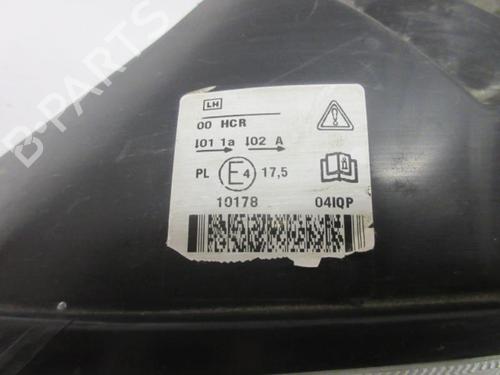 B-PARTS
LH
00 HCR
I01 1a I02 A
PL E4 17,5
10178 04IQP